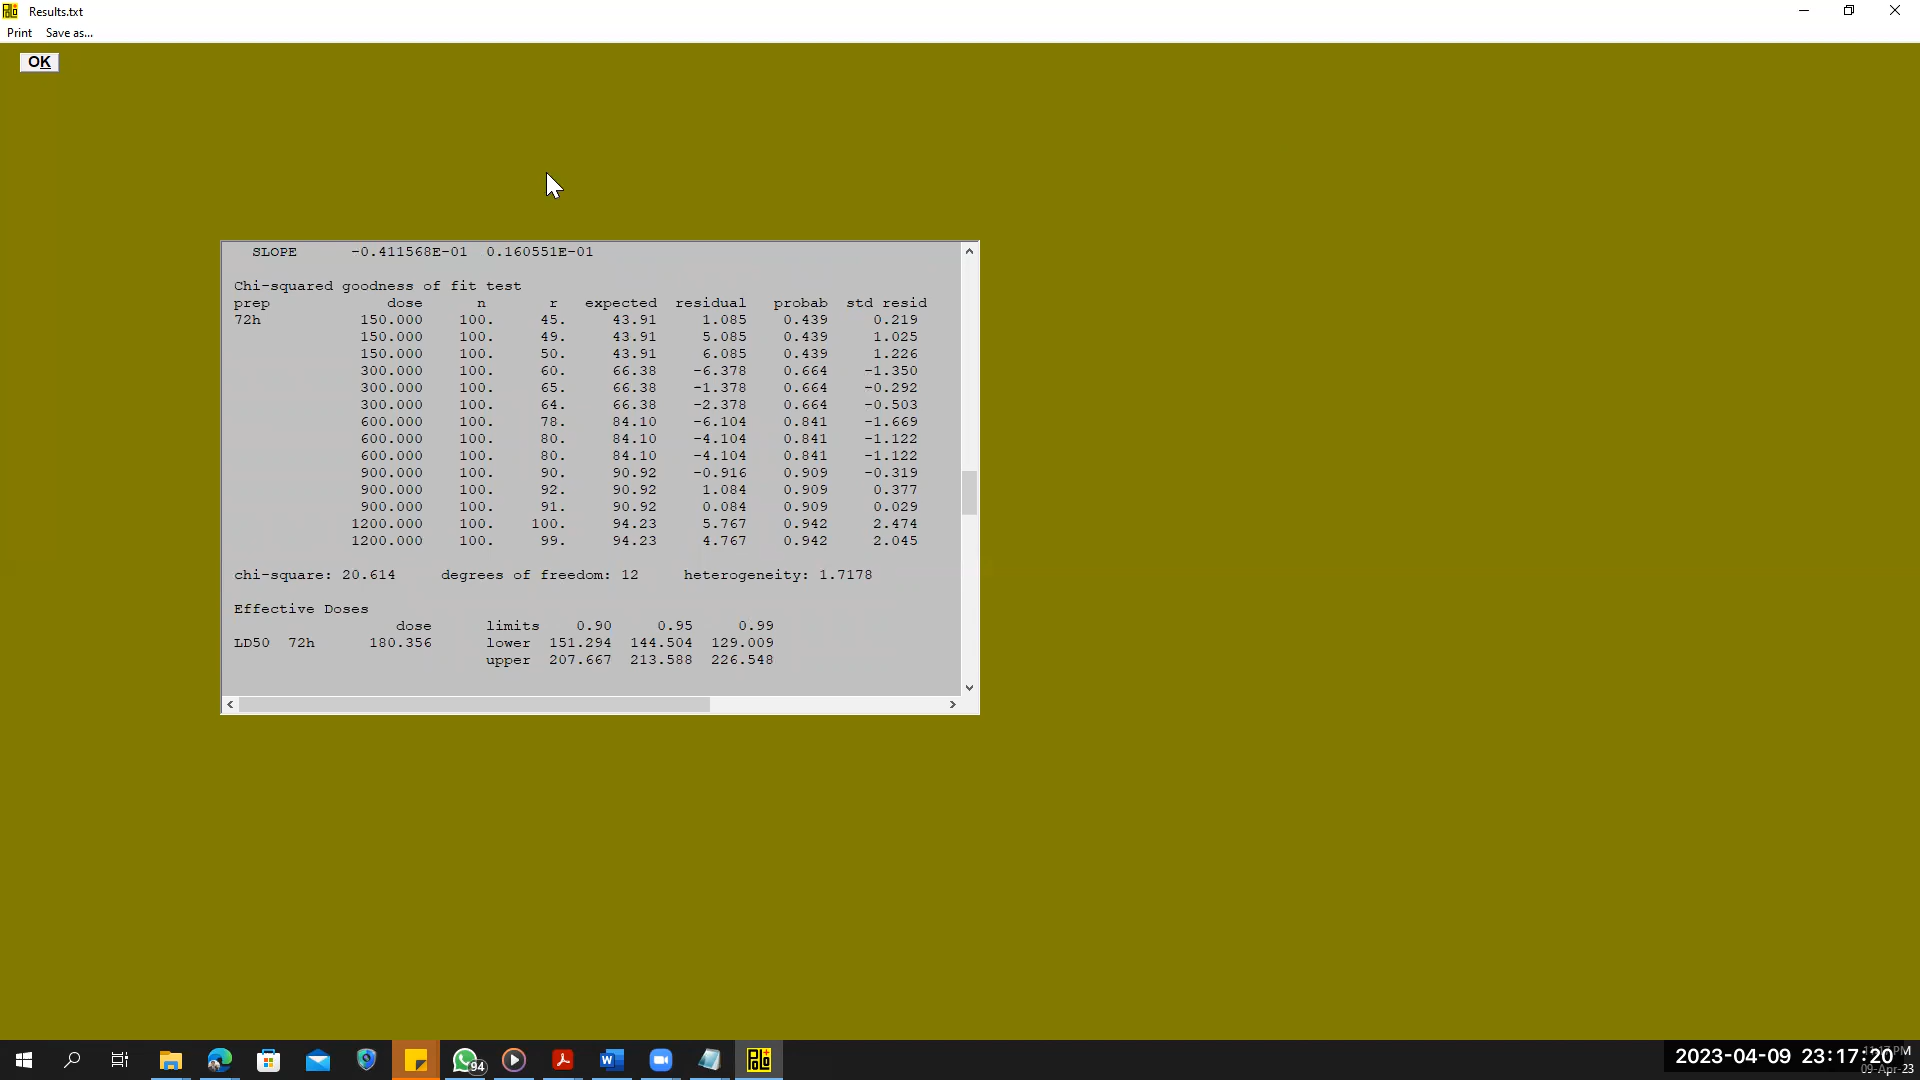 Results.txt
Print Save as...
OK
SLOPE -0.411568E-01 0.160551E-01
Chi-squared goodness of fit test
prep dose n r expected residual probab std resid
72h 150.000 100. 45. 43.91 1.085 0.439 0.219
150.000 100. 49. 43.91 5.085 0.439 1.025
150.000 100. 50. 43.91 6.085 0.439 1.226
300.000 100. 60. 66.38 -6.378 0.664 -1.350
300.000 100. 65. 66.38 -1.378 0.664 -0.292
300.000 100. 64. 66.38 -2.378 0.664 -0.503
600.000 100. 78. 84.10 -6.104 0.841 -1.669
600.000 100. 80. 84.10 -4.104 0.841 -1.122
600.000 100. 80. 84.10 -4.104 0.841 -1.122
900.000 100. 90. 90.92 -0.916 0.909 -0.319
900.000 100. 92. 90.92 1.084 0.909 0.377
900.000 100. 91. 90.92 0.084 0.909 0.029
1200.000 100. 100. 94.23 5.767 0.942 2.474
1200.000 100. 99. 94.23 4.767 0.942 2.045
chi-square: 20.614 degrees of freedom: 12 heterogeneity: 1.7178
Effective Doses
dose limits 0.90 0.95 0.99
LD50 72h 180.356 lower 151.294 144.504 129.009
upper 207.667 213.588 226.548
94
2023-04-09 23:17:20
09-Apr-23